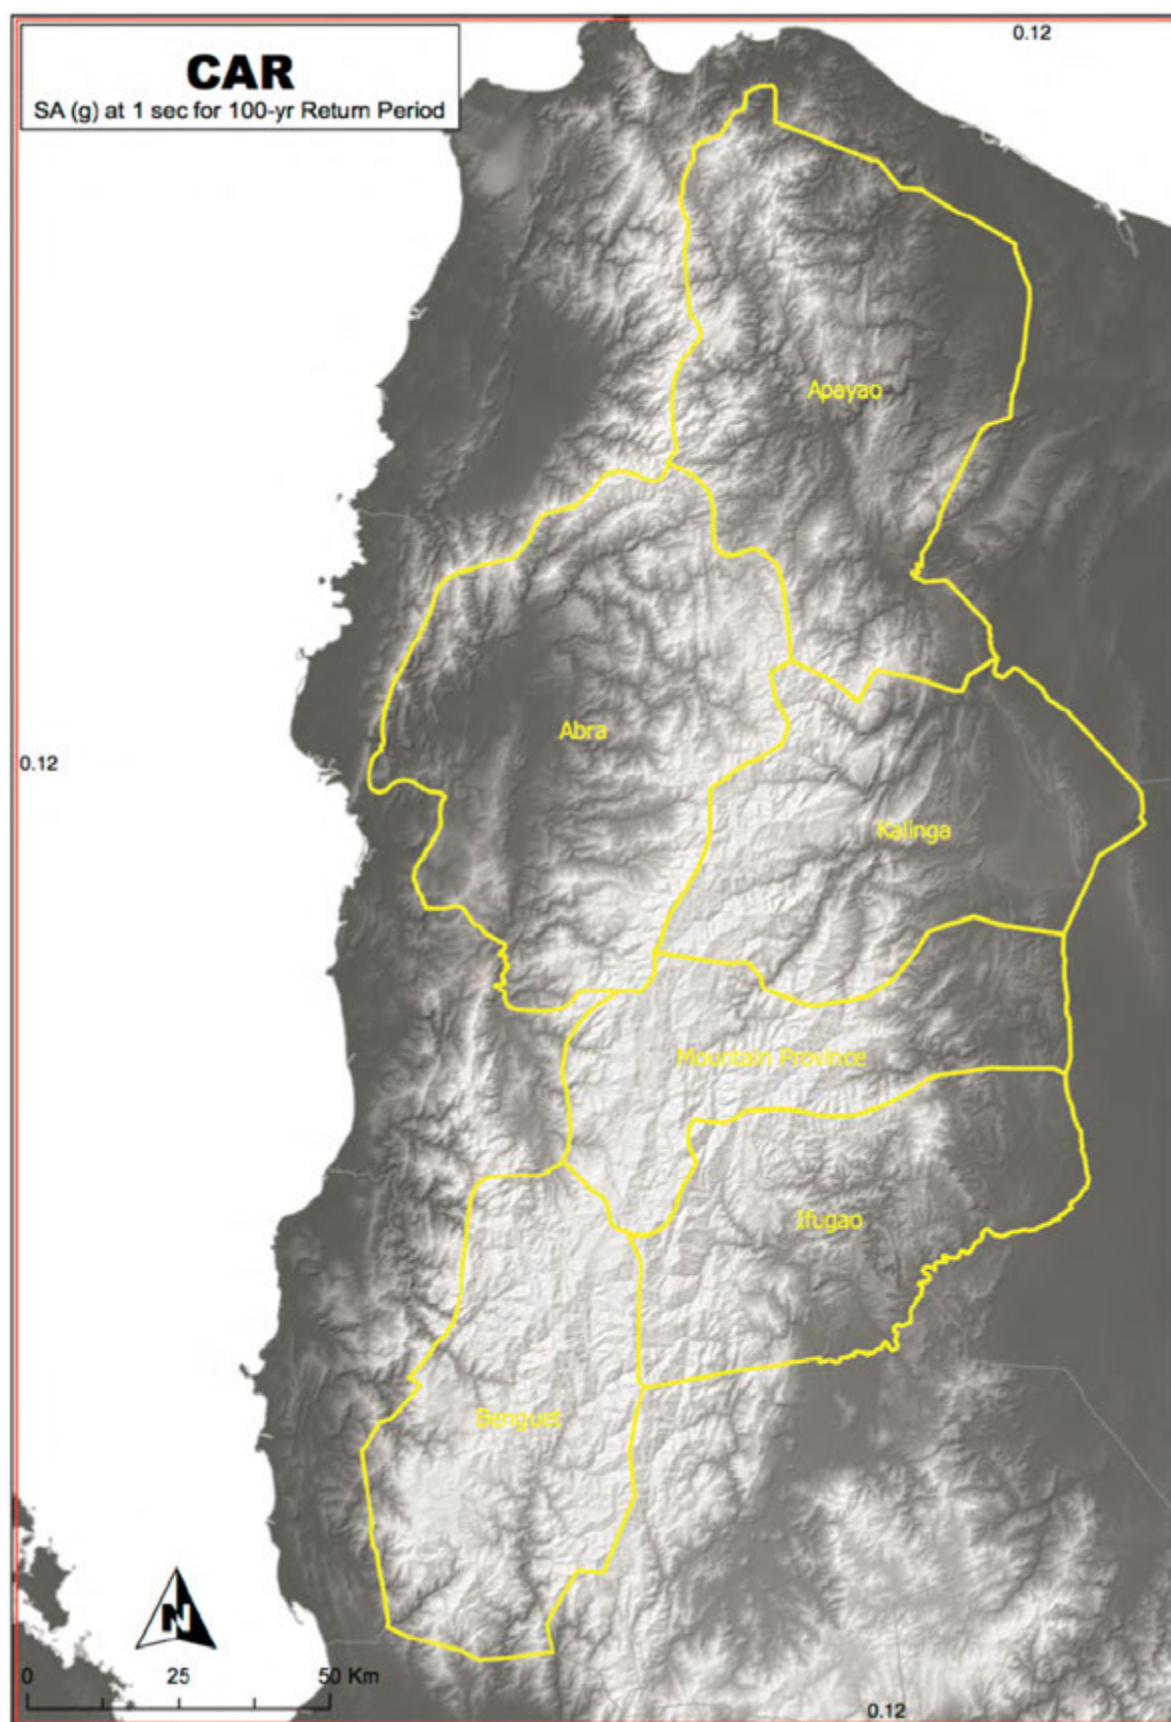 0.12
CAR
SA (g) at 1 sec for 100-yr Return Period
Apayao
Abra
0.12
Kalinga
Mountain Province
Ifugao
Benguet
N
0 25 50 Km
0.12